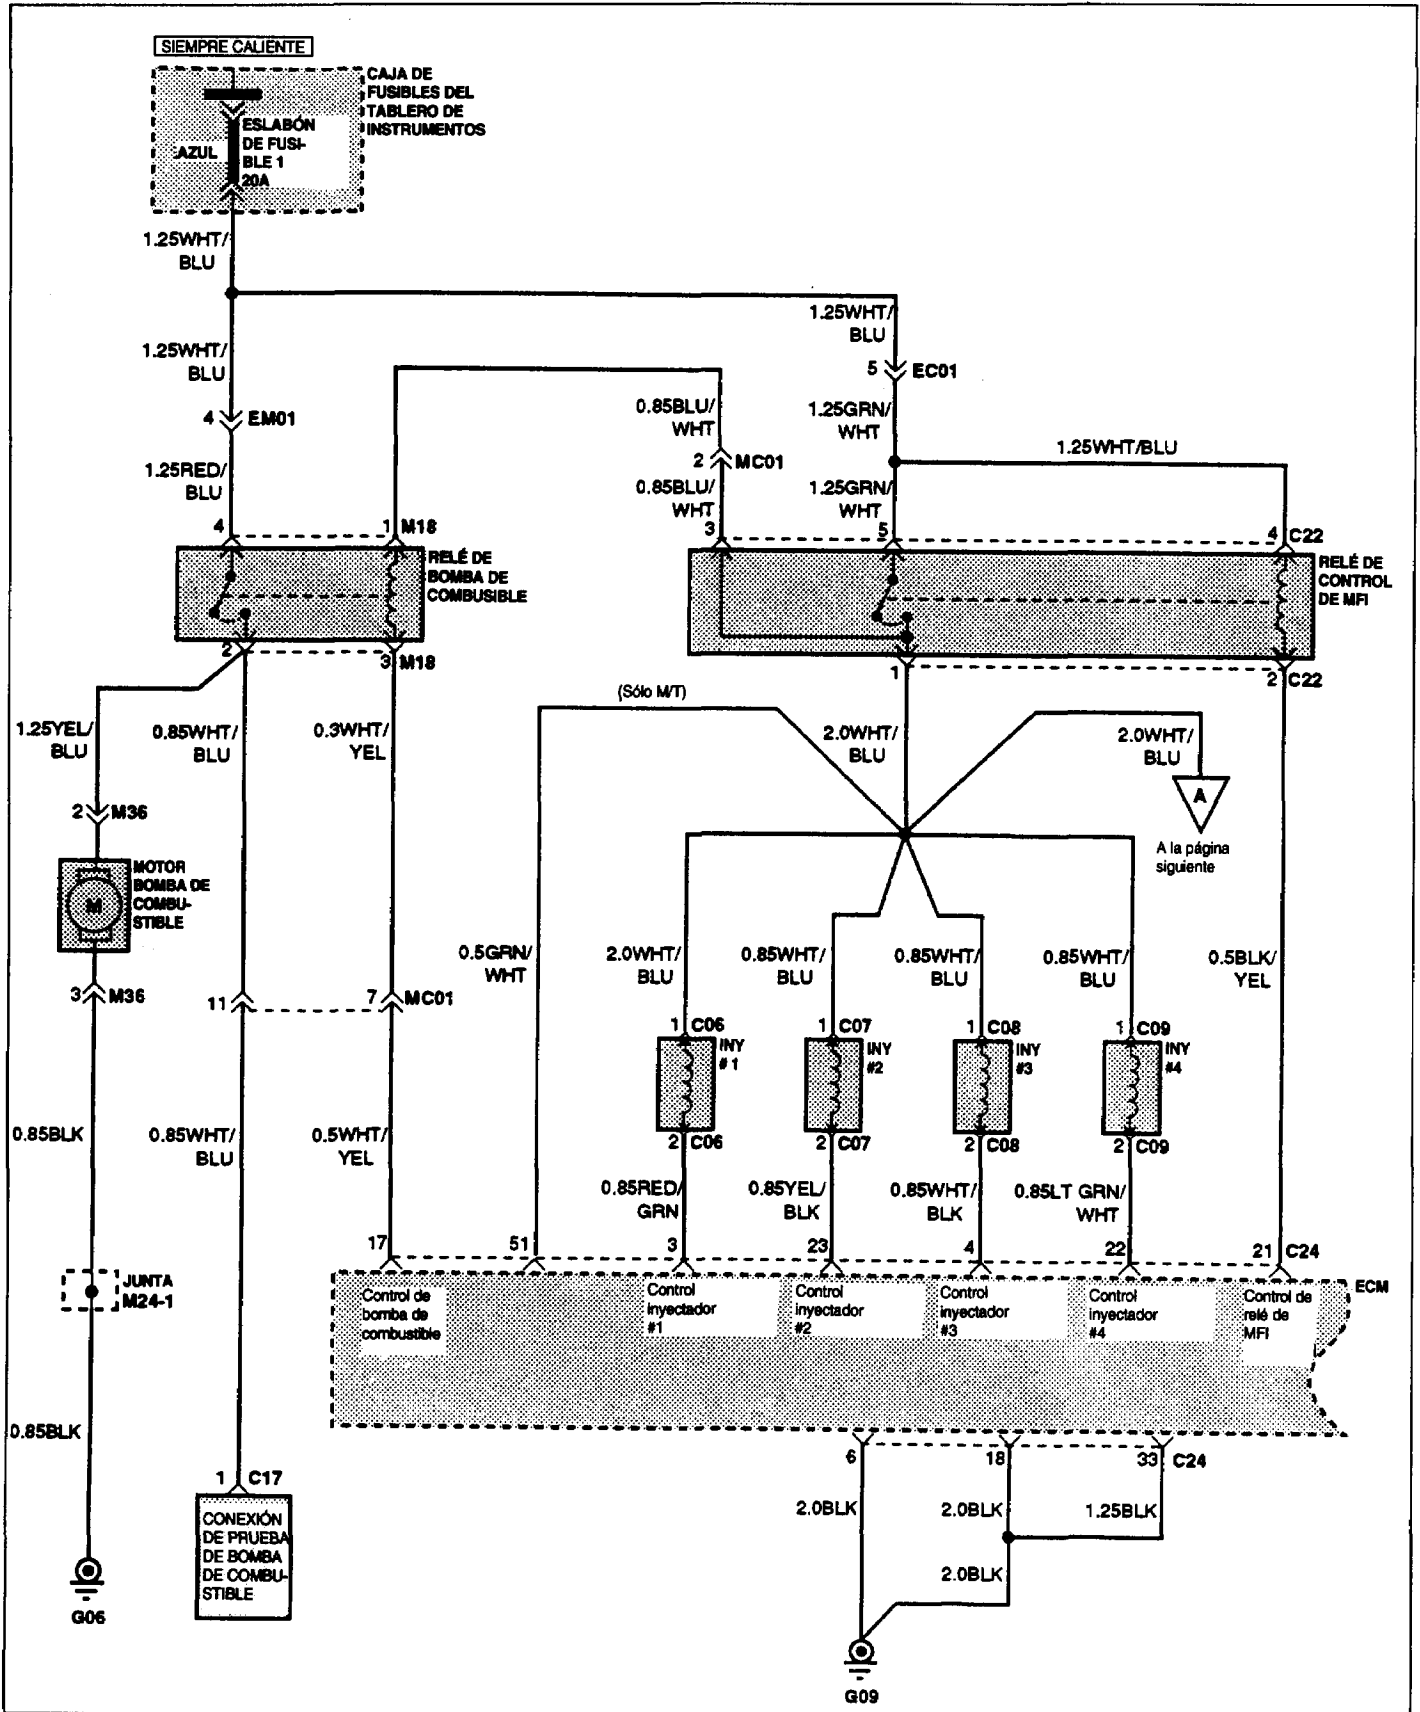 SIEMPRE CALIENTE
CAJA DE
FUSIBLES DEL
TABLERO DE
INSTRUMENTOS
ESLABÓN
DE FUSI-
BLE 1
20A
AZUL
1.25WHT/
BLU
1.25WHT/
BLU
1.25WHT/
BLU
5 EC01
4 EM01
0.85BLU/
WHT
1.25GRN/
WHT
1.25WHT/BLU
2 MC01
1.25RED/
BLU
0.85BLU/
WHT
1.25GRN/
WHT
4
1 M18
3
5
4 C22
RELÉ DE
BOMBA DE
COMBUSIBLE
RELÉ DE
CONTROL
DE MFI
2
3 M18
1
2 C22
(Sólo M/T)
1.25YEL/
BLU
0.85WHT/
BLU
0.3WHT/
YEL
2.0WHT/
BLU
2.0WHT/
BLU
A
A la página
siguiente
2 M36
MOTOR
BOMBA DE
COMBU-
STIBLE
M
3 M36
11
7 MC01
0.5GRN/
WHT
2.0WHT/
BLU
0.85WHT/
BLU
0.85WHT/
BLU
0.85WHT/
BLU
0.5BLK/
YEL
1 C06
1 C07
1 C08
1 C09
INY
# 1
INY
#2
INY
#3
INY
#4
2 C06
2 C07
2 C08
2 C09
0.85BLK
0.85WHT/
BLU
0.5WHT/
YEL
0.85RED/
GRN
0.85YEL/
BLK
0.85WHT/
BLK
0.85LT GRN/
WHT
17
51
3
23
4
22
21 C24
JUNTA
M24-1
ECM
Control de
bomba de
combustible
Control
inyectador
#1
Control
inyectador
#2
Control
inyectador
#3
Control
inyectador
#4
Control de
relé de
MFI
0.85BLK
6
18
33 C24
1 C17
CONEXIÓN
DE PRUEBA
DE BOMBA
DE COMBU-
STIBLE
2.0BLK
2.0BLK
1.25BLK
2.0BLK
G06
G09